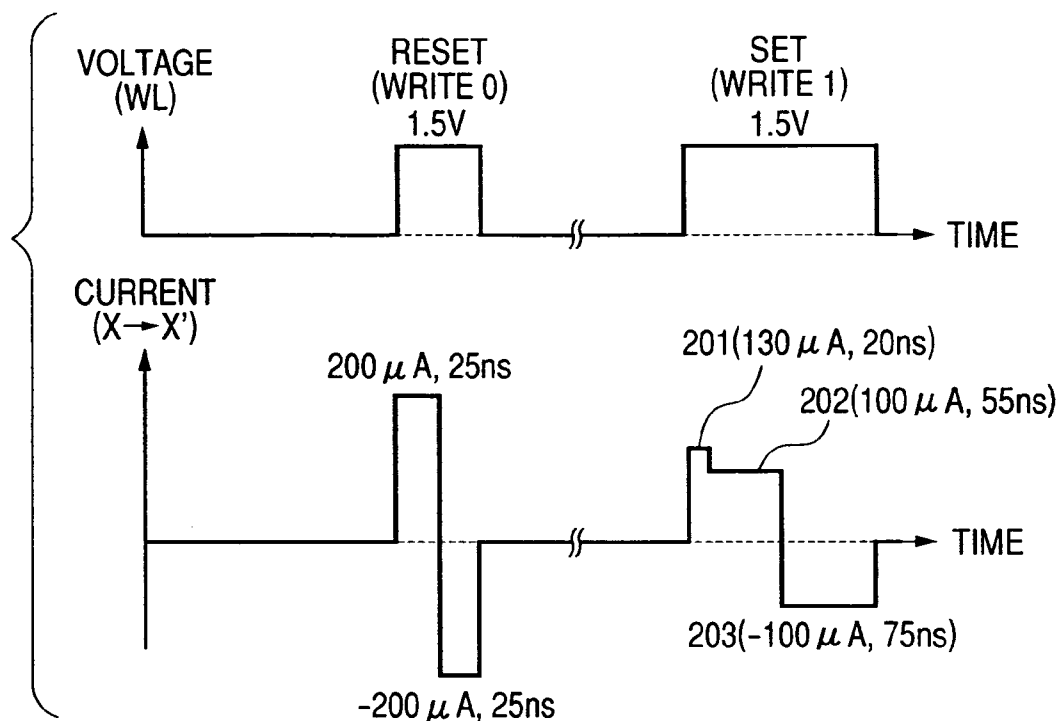 VOLTAGE
(WL)
RESET
(WRITE 0)
1.5V
SET
(WRITE 1)
1.5V
TIME
CURRENT
(X→X')
200 μA, 25ns
-200 μA, 25ns
201(130 μA, 20ns)
202(100 μA, 55ns)
TIME
203(-100 μA, 75ns)